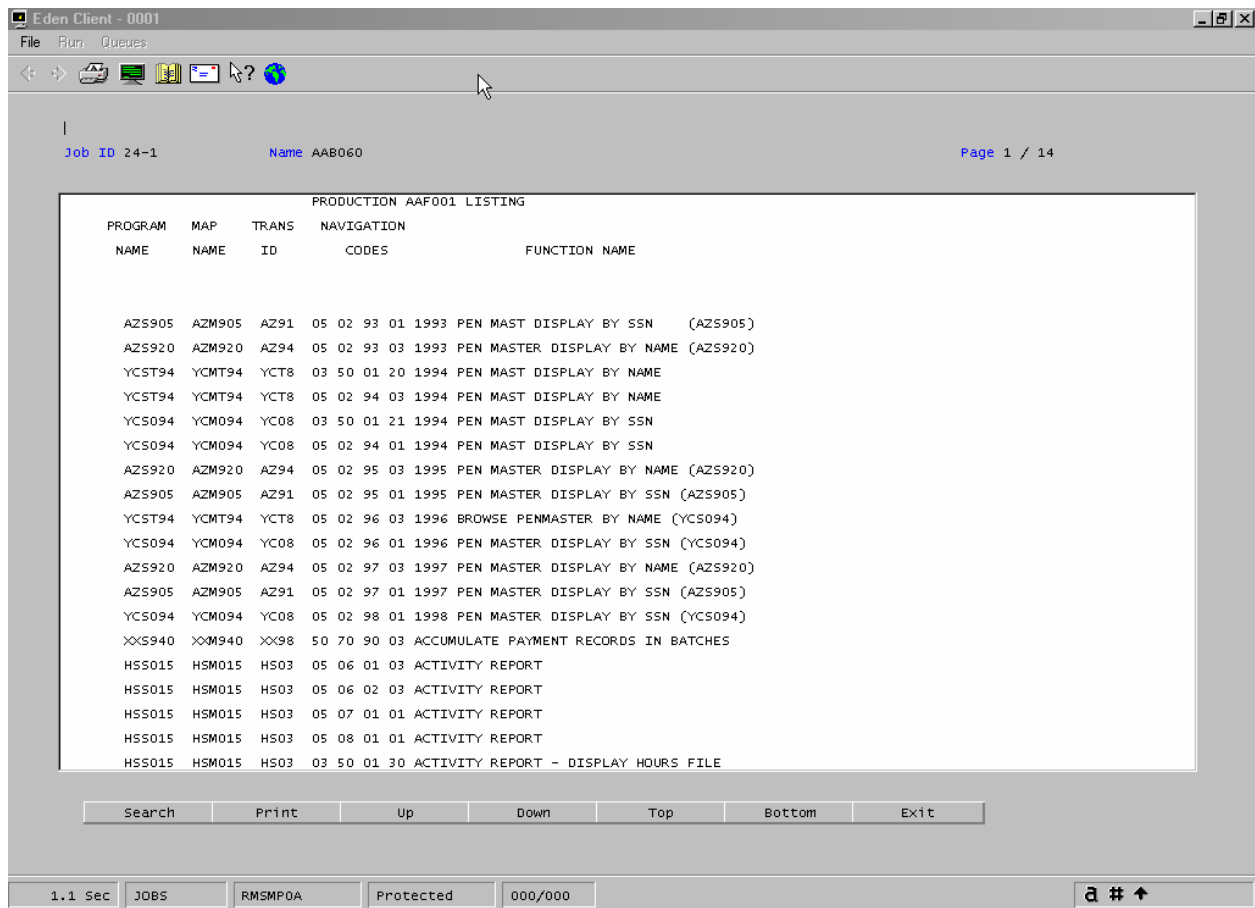 Eden Client - 0001
File Run Queues
Job ID 24-1 Name AAB060 Page 1 / 14
PRODUCTION AAF001 LISTING
PROGRAM MAP TRANS NAVIGATION
NAME NAME ID CODES FUNCTION NAME
AZS905 AZM905 AZ91 05 02 93 01 1993 PEN MAST DISPLAY BY SSN (AZS905)
AZS920 AZM920 AZ94 05 02 93 03 1993 PEN MASTER DISPLAY BY NAME (AZS920)
YCST94 YCMT94 YCT8 03 50 01 20 1994 PEN MAST DISPLAY BY NAME
YCST94 YCMT94 YCT8 05 02 94 03 1994 PEN MAST DISPLAY BY NAME
YCS094 YCM094 YC08 03 50 01 21 1994 PEN MAST DISPLAY BY SSN
YCS094 YCM094 YC08 05 02 94 01 1994 PEN MAST DISPLAY BY SSN
AZS920 AZM920 AZ94 05 02 95 03 1995 PEN MASTER DISPLAY BY NAME (AZS920)
AZS905 AZM905 AZ91 05 02 95 01 1995 PEN MASTER DISPLAY BY SSN (AZS905)
YCST94 YCMT94 YCT8 05 02 96 03 1996 BROWSE PENMASTER BY NAME (YCS094)
YCS094 YCM094 YC08 05 02 96 01 1996 PEN MASTER DISPLAY BY SSN (YCS094)
AZS920 AZM920 AZ94 05 02 97 03 1997 PEN MASTER DISPLAY BY NAME (AZS920)
AZS905 AZM905 AZ91 05 02 97 01 1997 PEN MASTER DISPLAY BY SSN (AZS905)
YCS094 YCM094 YC08 05 02 98 01 1998 PEN MASTER DISPLAY BY SSN (YCS094)
XXS940 XXM940 XX98 50 70 90 03 ACCUMULATE PAYMENT RECORDS IN BATCHES
HSS015 HSM015 HS03 05 06 01 03 ACTIVITY REPORT
HSS015 HSM015 HS03 05 06 02 03 ACTIVITY REPORT
HSS015 HSM015 HS03 05 07 01 01 ACTIVITY REPORT
HSS015 HSM015 HS03 05 08 01 01 ACTIVITY REPORT
HSS015 HSM015 HS03 03 50 01 30 ACTIVITY REPORT - DISPLAY HOURS FILE
Search Print Up Down Top Bottom Exit
1.1 Sec JOBS RMSMP0A Protected 000/000 a #